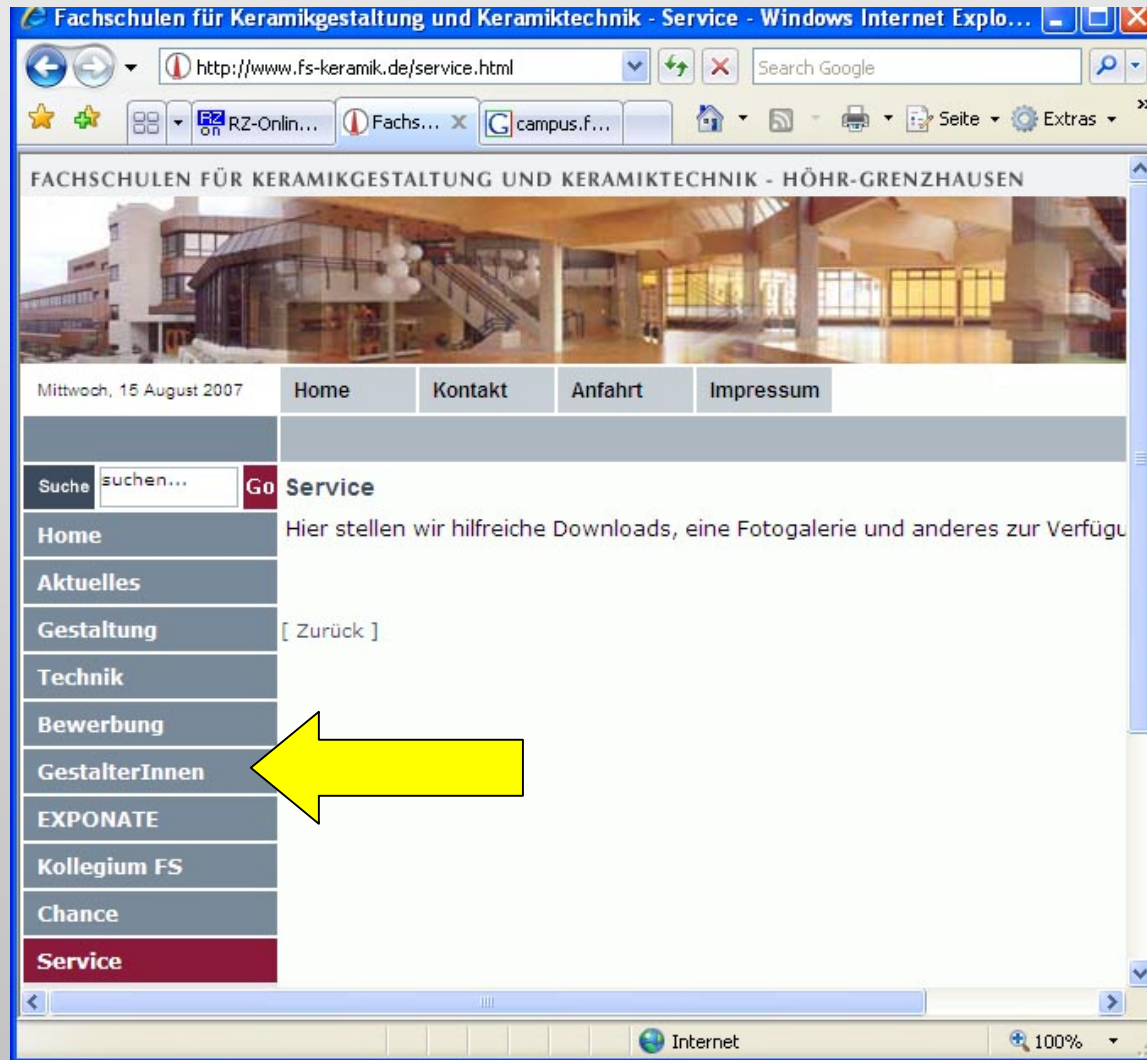 Fachschulen für Keramikgestaltung und Keramiktechnik - Service - Windows Internet Explo...
http://www.fs-keramik.de/service.html
Search Google
RZ-Onlin...
Fachs...
campus.f...
Seite
Extras
FACHSCHULEN FÜR KERAMIKGESTALTUNG UND KERAMIKTECHNIK - HÖHR-GRENZHAUSEN
Mittwoch, 15 August 2007
Home
Kontakt
Anfahrt
Impressum
Suche
suchen...
Go
Service
Hier stellen wir hilfreiche Downloads, eine Fotogalerie und anderes zur Verfügu
[ Zurück ]
Home
Aktuelles
Gestaltung
Technik
Bewerbung
GestalterInnen
EXPONATE
Kollegium FS
Chance
Service
Internet
100%